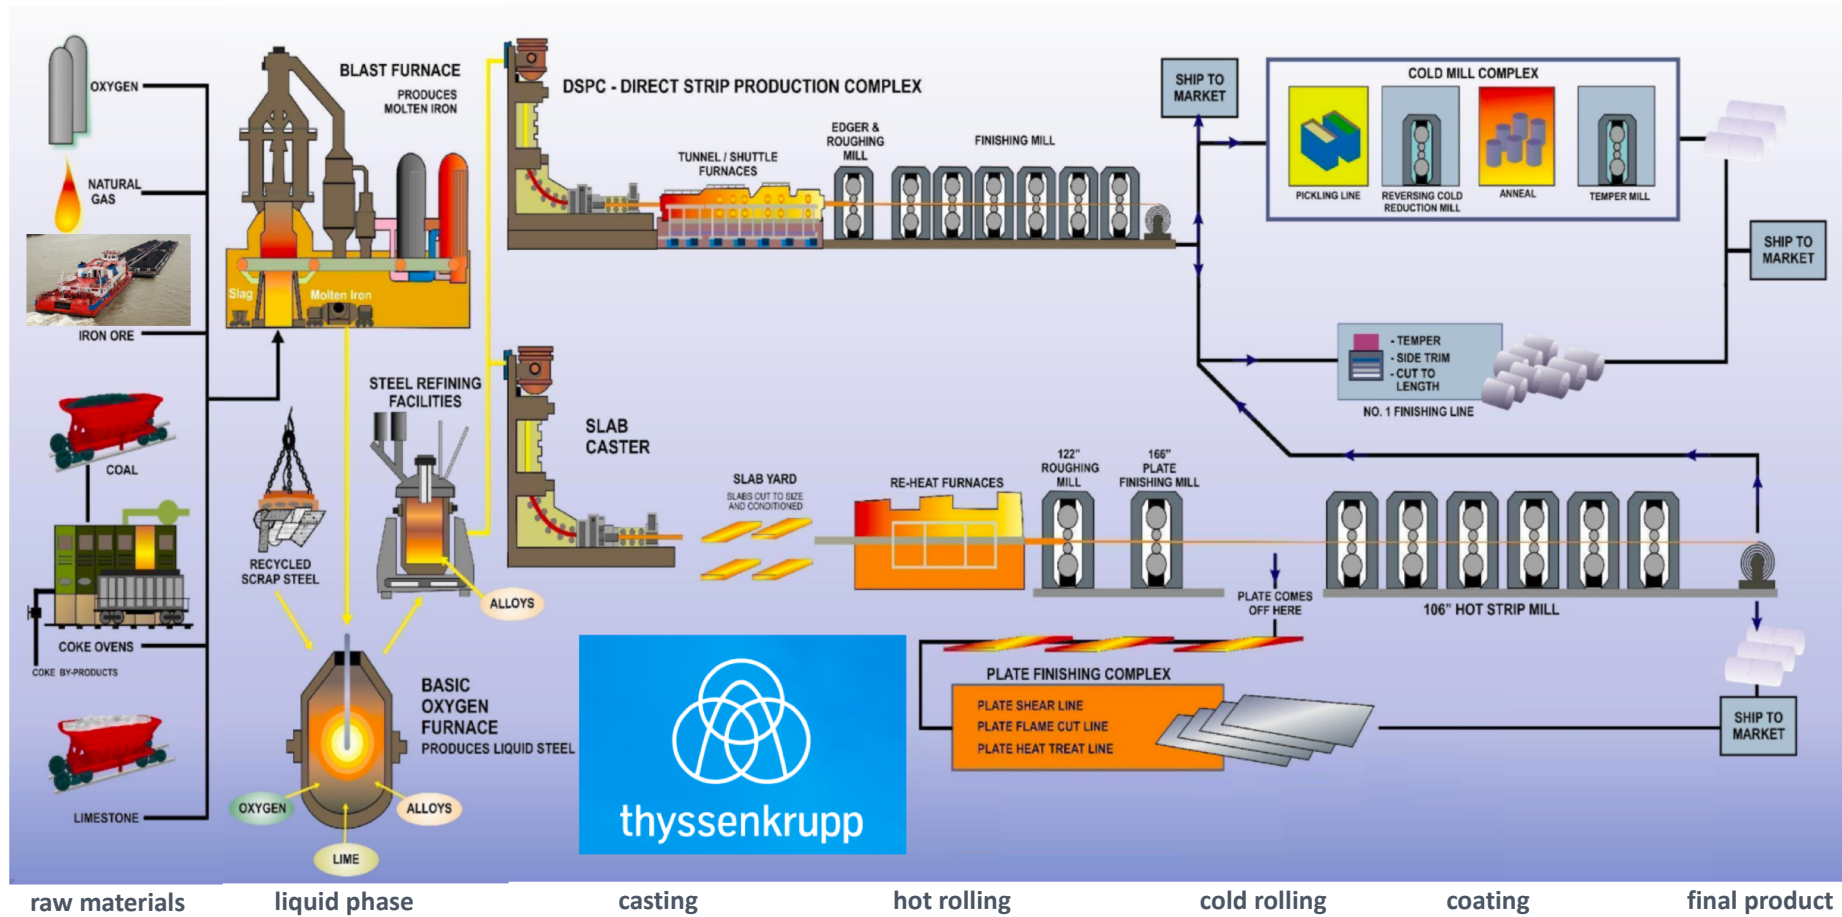 OXYGEN
NATURAL
GAS
IRON ORE
COAL
COKE OVENS
COKE BY-PRODUCTS
LIMESTONE
BLAST FURNACE
PRODUCES
MOLTEN IRON
Slag
Molten Iron
STEEL REFINING
FACILITIES
RECYCLED
SCRAP STEEL
ALLOYS
BASIC
OXYGEN
FURNACE
PRODUCES LIQUID STEEL
OXYGEN
ALLOYS
LIME
DSPC - DIRECT STRIP PRODUCTION COMPLEX
TUNNEL / SHUTTLE
FURNACES
EDGER &
ROUGHING
MILL
FINISHING MILL
SHIP TO
MARKET
COLD MILL COMPLEX
PICKLING LINE
REVERSING COLD
REDUCTION MILL
ANNEAL
TEMPER MILL
SHIP TO
MARKET
- TEMPER
- SIDE TRIM
- CUT TO
LENGTH
NO. 1 FINISHING LINE
SLAB
CASTER
SLAB YARD
SLABS CUT TO SIZE
AND CONDITIONED
RE-HEAT FURNACES
122"
ROUGHING
MILL
166"
PLATE
FINISHING MILL
PLATE COMES
OFF HERE
106" HOT STRIP MILL
PLATE FINISHING COMPLEX
PLATE SHEAR LINE
PLATE FLAME CUT LINE
PLATE HEAT TREAT LINE
SHIP TO
MARKET
thyssenkrupp
raw materials
liquid phase
casting
hot rolling
cold rolling
coating
final product